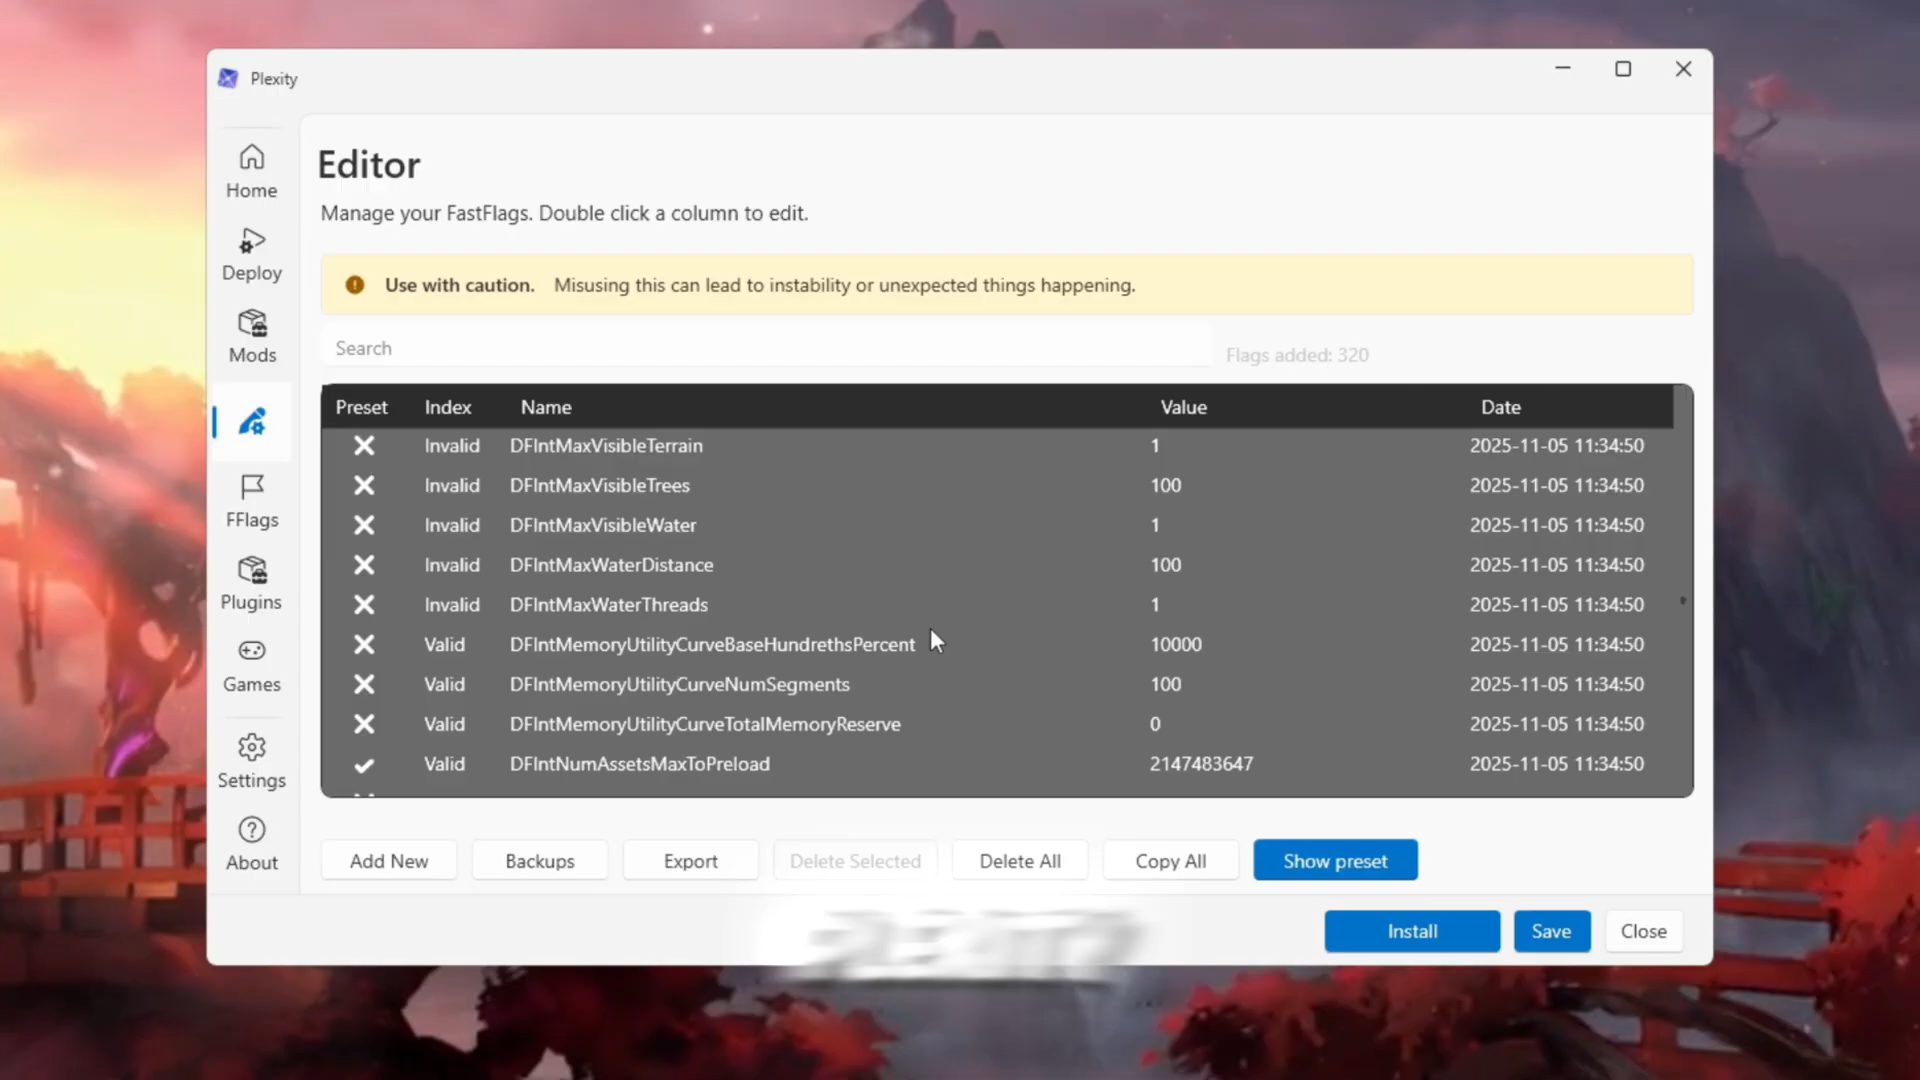 Plexity
Home
Deploy
Mods
FFlags
Plugins
Games
Settings
About
Editor
Manage your FastFlags. Double click a column to edit.
Use with caution. Misusing this can lead to instability or unexpected things happening.
Search
Flags added: 320
Preset Index Name Value Date
Invalid DFIntMaxVisibleTerrain 1 2025-11-05 11:34:50
Invalid DFIntMaxVisibleTrees 100 2025-11-05 11:34:50
Invalid DFIntMaxVisibleWater 1 2025-11-05 11:34:50
Invalid DFIntMaxWaterDistance 100 2025-11-05 11:34:50
Invalid DFIntMaxWaterThreads 1 2025-11-05 11:34:50
Valid DFIntMemoryUtilityCurveBaseHundrethsPercent 10000 2025-11-05 11:34:50
Valid DFIntMemoryUtilityCurveNumSegments 100 2025-11-05 11:34:50
Valid DFIntMemoryUtilityCurveTotalMemoryReserve 0 2025-11-05 11:34:50
Valid DFIntNumAssetsMaxToPreload 2147483647 2025-11-05 11:34:50
Add New Backups Export Delete Selected Delete All Copy All Show preset
Install Save Close